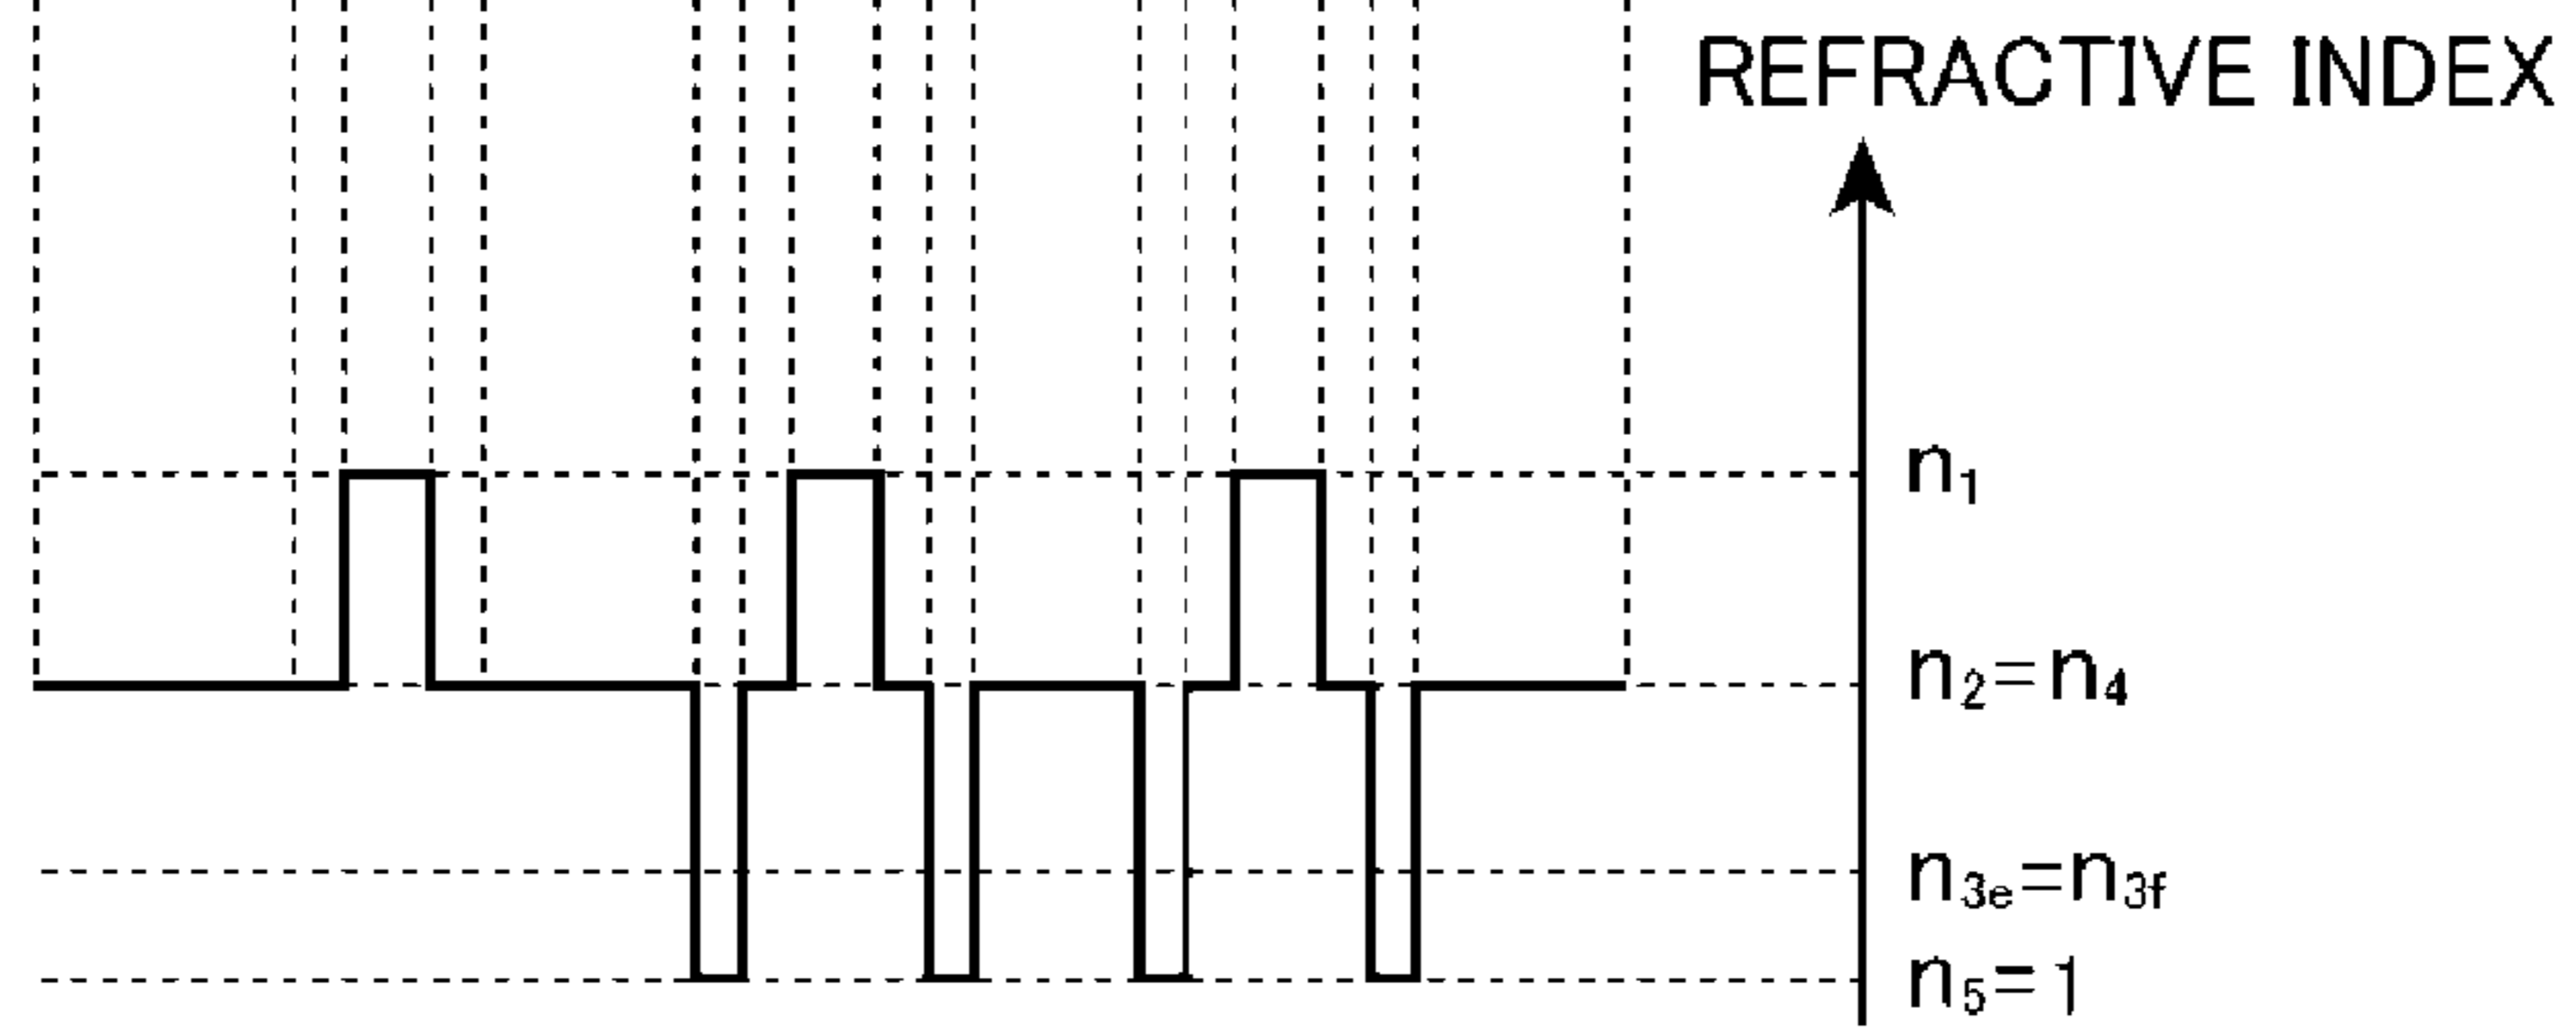 REFRACTIVE INDEX
n₁
n₂=n₄
n₃ₑ=n₃f
n₅=1